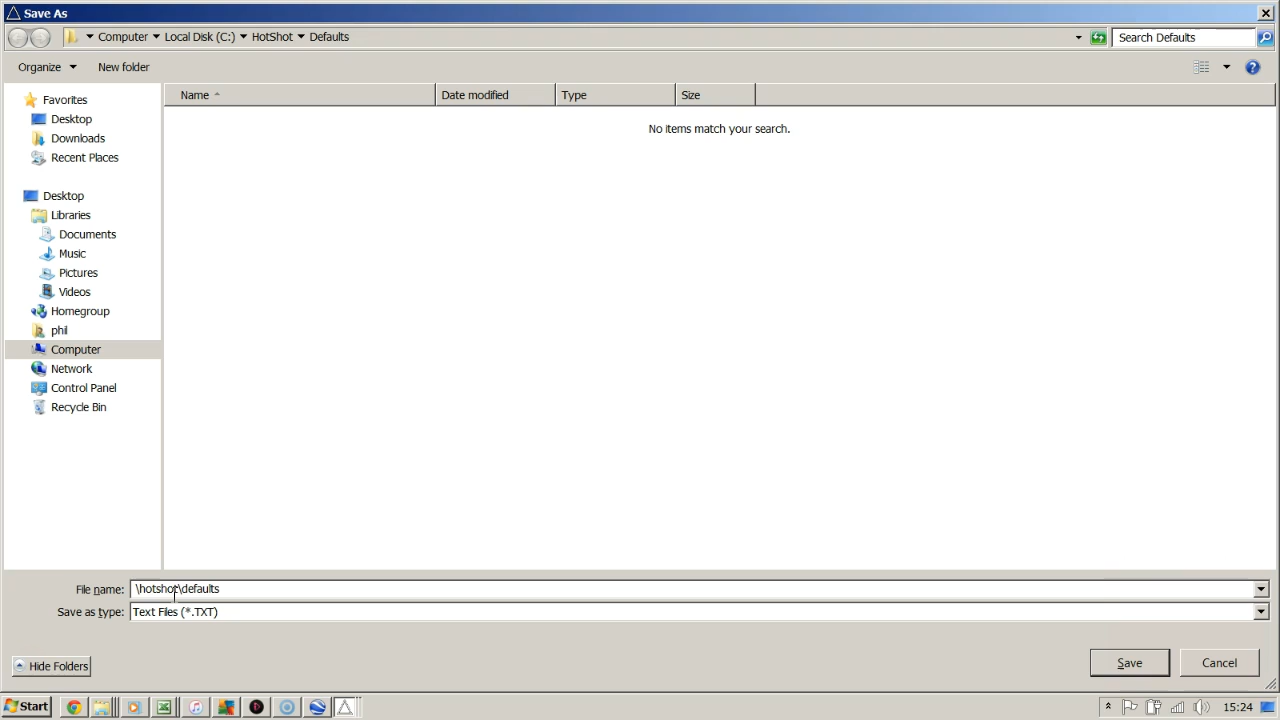 Save As
Computer Local Disk (C:) HotShot Defaults
Search Defaults
Organize New folder
Name Date modified Type Size
No items match your search.
Favorites
Desktop
Downloads
Recent Places
Desktop
Libraries
Documents
Music
Pictures
Videos
Homegroup
phil
Computer
Network
Control Panel
Recycle Bin
File name: \hotshot\defaults
Save as type: Text Files (*.TXT)
Hide Folders
Save Cancel
Start
15:24